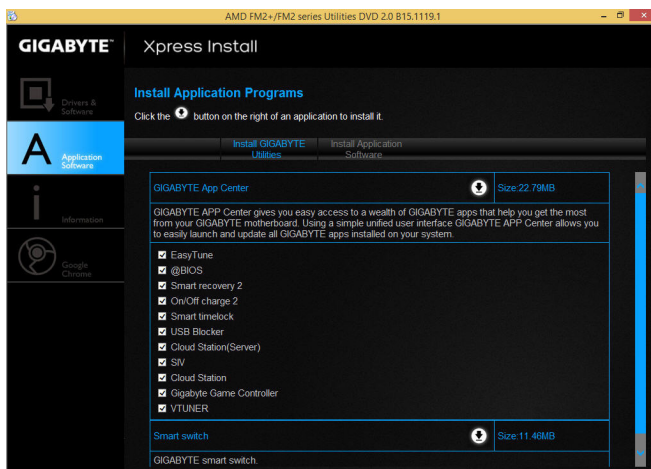 AMD FM2+/FM2 series Utilities DVD 2.0 B15.1119.1
GIGABYTE™
Xpress Install
Drivers &
Software
Application
Software
Information
Google
Chrome
Install Application Programs
Click the button on the right of an application to install it.
Install GIGABYTE
Utilities
Install Application
Software
GIGABYTE App Center
Size:22.79MB
GIGABYTE APP Center gives you easy access to a wealth of GIGABYTE apps that help you get the most
from your GIGABYTE motherboard. Using a simple unified user interface GIGABYTE APP Center allows you
to easily launch and update all GIGABYTE apps installed on your system.
EasyTune
@BIOS
Smart recovery 2
On/Off charge 2
Smart timelock
USB Blocker
Cloud Station(Server)
SIV
Cloud Station
Gigabyte Game Controller
VTUNER
Smart switch
Size:11.46MB
GIGABYTE smart switch.